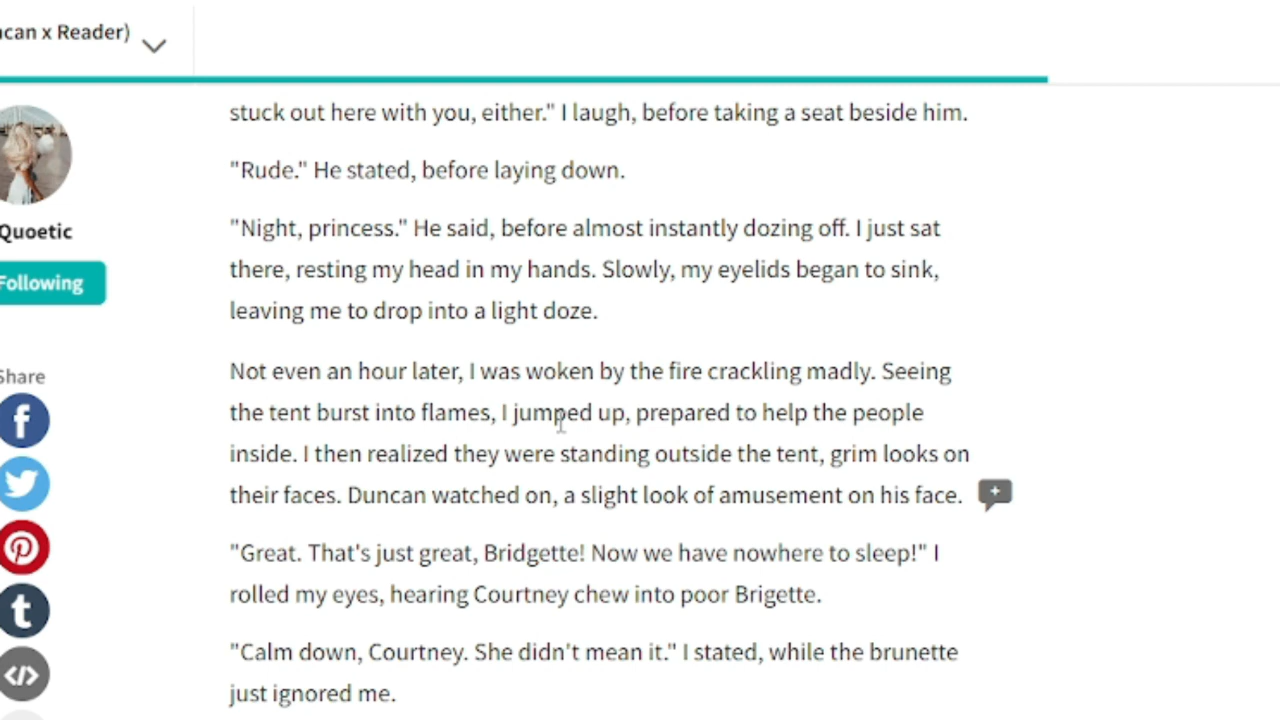 ncan x Reader)
stuck out here with you, either." I laugh, before taking a seat beside him.
"Rude." He stated, before laying down.
"Night, princess." He said, before almost instantly dozing off. I just sat
there, resting my head in my hands. Slowly, my eyelids began to sink,
leaving me to drop into a light doze.
Not even an hour later, I was woken by the fire crackling madly. Seeing
the tent burst into flames, I jumped up, prepared to help the people
inside. I then realized they were standing outside the tent, grim looks on
their faces. Duncan watched on, a slight look of amusement on his face.
"Great. That's just great, Bridgette! Now we have nowhere to sleep!" I
rolled my eyes, hearing Courtney chew into poor Brigette.
"Calm down, Courtney. She didn't mean it." I stated, while the brunette
just ignored me.
Quoetic
Following
Share